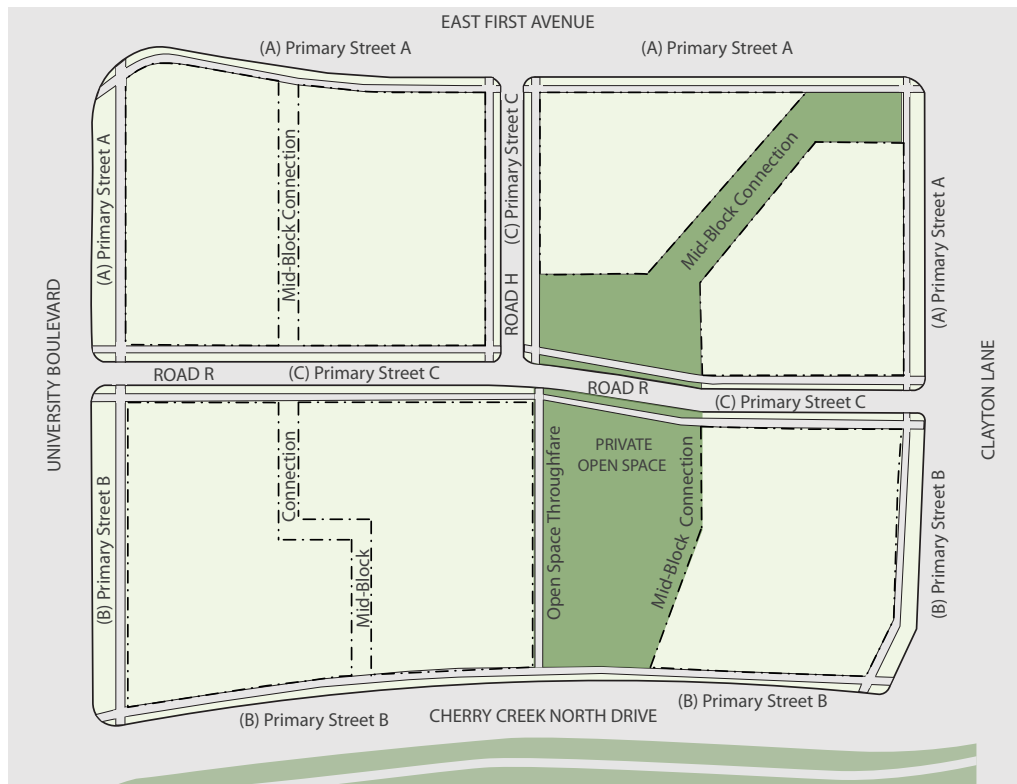 EAST FIRST AVENUE
(A) Primary Street A
(A) Primary Street A
(A) Primary Street A
Mid-Block Connection
(C) Primary Street C
ROAD H
Mid-Block Connection
(A) Primary Street A
UNIVERSITY BOULEVARD
CLAYTON LANE
ROAD R
(C) Primary Street C
ROAD R
(C) Primary Street C
(B) Primary Street B
Connection
Mid-Block
Open Space Throughfare
PRIVATE
OPEN SPACE
Mid-Block Connection
(B) Primary Street B
(B) Primary Street B
CHERRY CREEK NORTH DRIVE
(B) Primary Street B